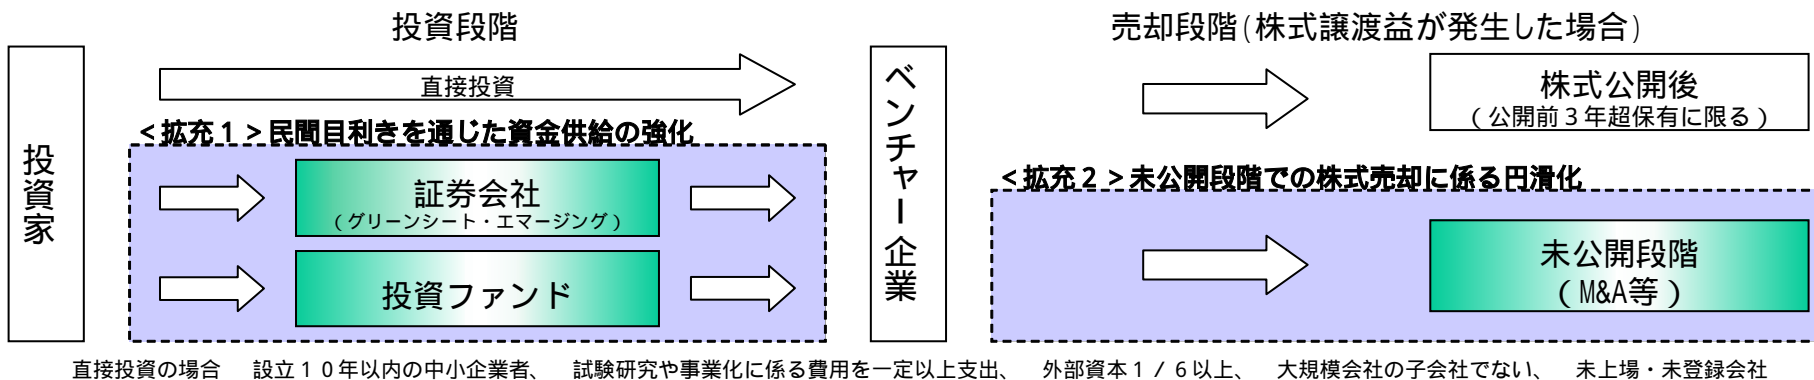 投資段階
売却段階(株式譲渡益が発生した場合)
投資家
直接投資
<拡充1>民間目利きを通じた資金供給の強化
証券会社
(グリーンシート・エマージング)
投資ファンド
ベンチャー企業
株式公開後
(公開前3年超保有に限る)
<拡充2>未公開段階での株式売却に係る円滑化
未公開段階
(M&A等)
直接投資の場合 設立10年以内の中小企業者、 試験研究や事業化に係る費用を一定以上支出、 外部資本1/6以上、 大規模会社の子会社でない、 未上場・未登録会社